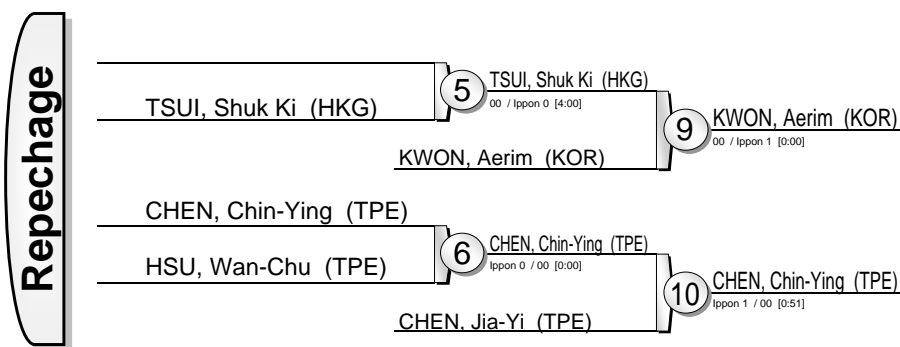 Repechage
TSUI, Shuk Ki (HKG)
5
TSUI, Shuk Ki (HKG)
00 / Ippon 0 [4:00]
KWON, Aerim (KOR)
9
KWON, Aerim (KOR)
00 / Ippon 1 [0:00]
CHEN, Chin-Ying (TPE)
HSU, Wan-Chu (TPE)
6
CHEN, Chin-Ying (TPE)
Ippon 0 / 00 [0:00]
CHEN, Jia-Yi (TPE)
10
CHEN, Chin-Ying (TPE)
Ippon 1 / 00 [0:51]